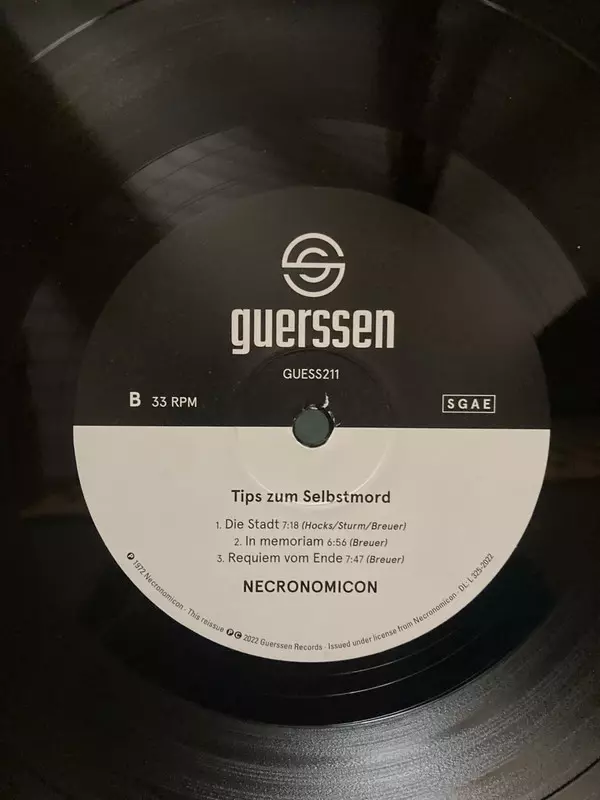 guerssen
GUESS211
B 33 RPM
SGAE
Tips zum Selbstmord
1. Die Stadt 7:18 (Hocks/Sturm/Breuer)
2. In memoriam 6:56 (Breuer)
3. Requiem vom Ende 7:47 (Breuer)
NECRONOMICON
Ⓟ 1972 Necronomicon · This reissue Ⓟ © 2022 Guerssen Records · Issued under license from Necronomicon · DL: L 325-2022